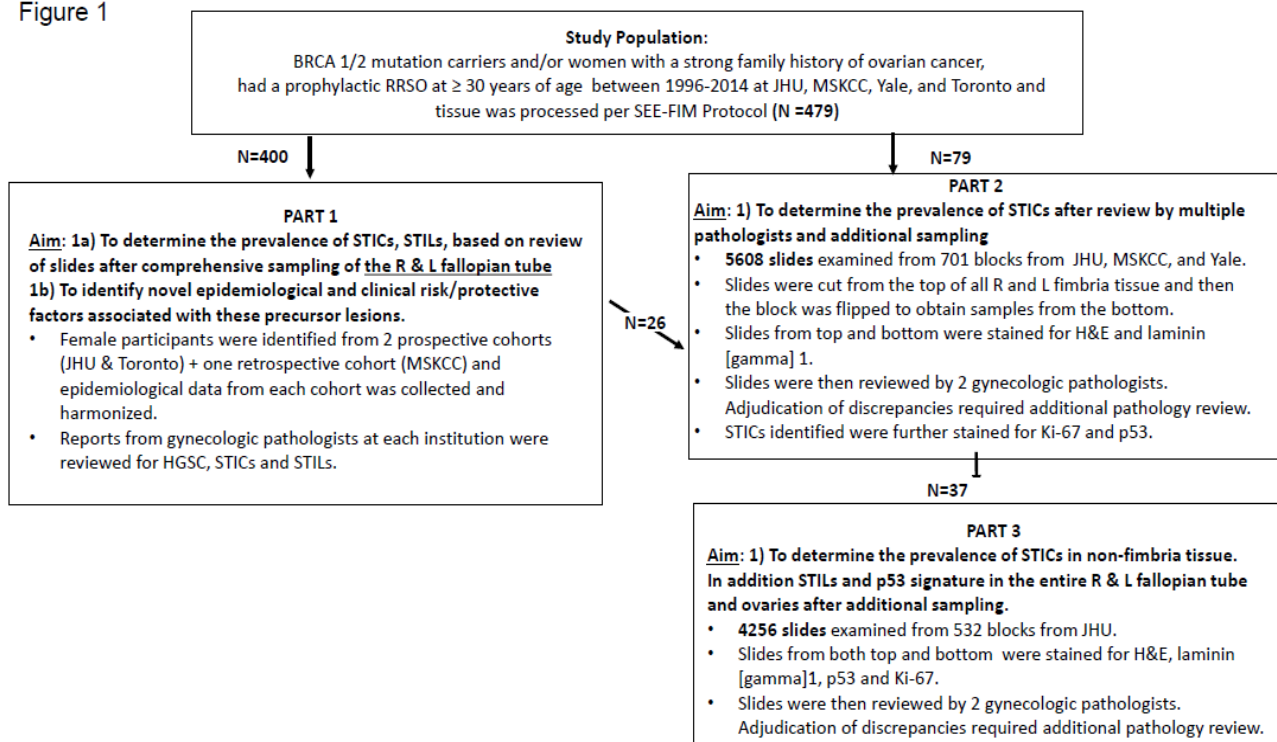 Figure 1
Study Population:
BRCA 1/2 mutation carriers and/or women with a strong family history of ovarian cancer,
had a prophylactic RRSO at ≥ 30 years of age between 1996-2014 at JHU, MSKCC, Yale, and Toronto and
tissue was processed per SEE-FIM Protocol (N =479)
N=400
N=79
PART 1
Aim: 1a) To determine the prevalence of STICs, STILs, based on review
of slides after comprehensive sampling of the R & L fallopian tube
1b) To identify novel epidemiological and clinical risk/protective
factors associated with these precursor lesions.
• Female participants were identified from 2 prospective cohorts
(JHU & Toronto) + one retrospective cohort (MSKCC) and
epidemiological data from each cohort was collected and
harmonized.
• Reports from gynecologic pathologists at each institution were
reviewed for HGSC, STICs and STILs.
N=26
PART 2
Aim: 1) To determine the prevalence of STICs after review by multiple
pathologists and additional sampling
• 5608 slides examined from 701 blocks from JHU, MSKCC, and Yale.
• Slides were cut from the top of all R and L fimbria tissue and then
the block was flipped to obtain samples from the bottom.
• Slides from top and bottom were stained for H&E and laminin
[gamma] 1.
• Slides were then reviewed by 2 gynecologic pathologists.
Adjudication of discrepancies required additional pathology review.
• STICs identified were further stained for Ki-67 and p53.
N=37
PART 3
Aim: 1) To determine the prevalence of STICs in non-fimbria tissue.
In addition STILs and p53 signature in the entire R & L fallopian tube
and ovaries after additional sampling.
• 4256 slides examined from 532 blocks from JHU.
• Slides from both top and bottom were stained for H&E, laminin
[gamma]1, p53 and Ki-67.
• Slides were then reviewed by 2 gynecologic pathologists.
Adjudication of discrepancies required additional pathology review.